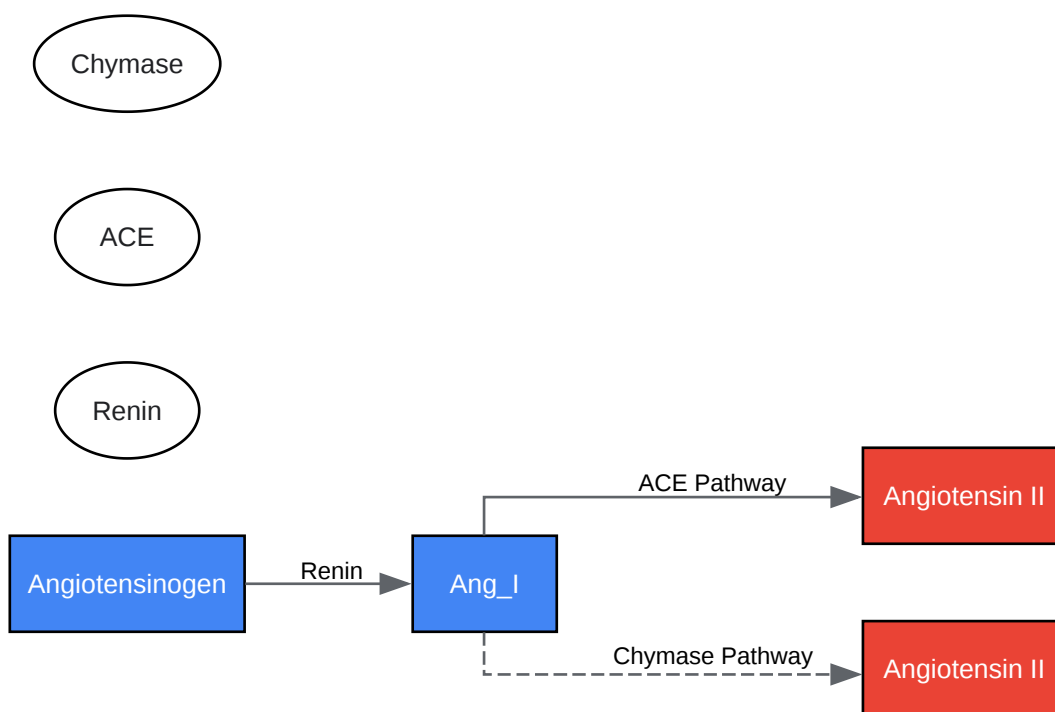 Chymase
ACE
Renin
ACE Pathway
Angiotensin II
Angiotensinogen
Renin
Ang_I
Chymase Pathway
Angiotensin II